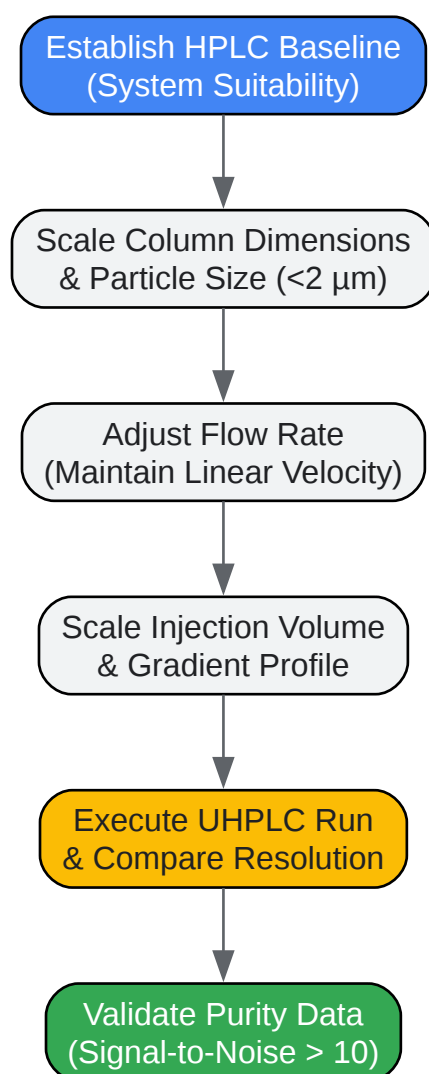 Establish HPLC Baseline
(System Suitability)
Scale Column Dimensions
& Particle Size (<2 µm)
Adjust Flow Rate
(Maintain Linear Velocity)
Scale Injection Volume
& Gradient Profile
Execute UHPLC Run
& Compare Resolution
Validate Purity Data
(Signal-to-Noise > 10)